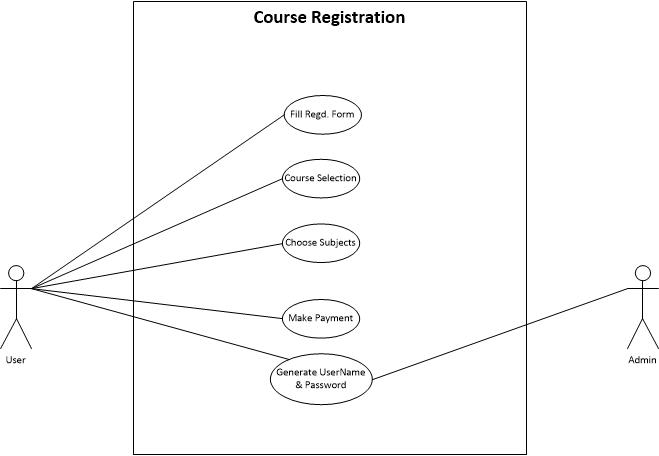 Course Registration
Fill Regd. Form
Course Selection
Choose Subjects
Make Payment
Generate UserName
& Password
User
Admin